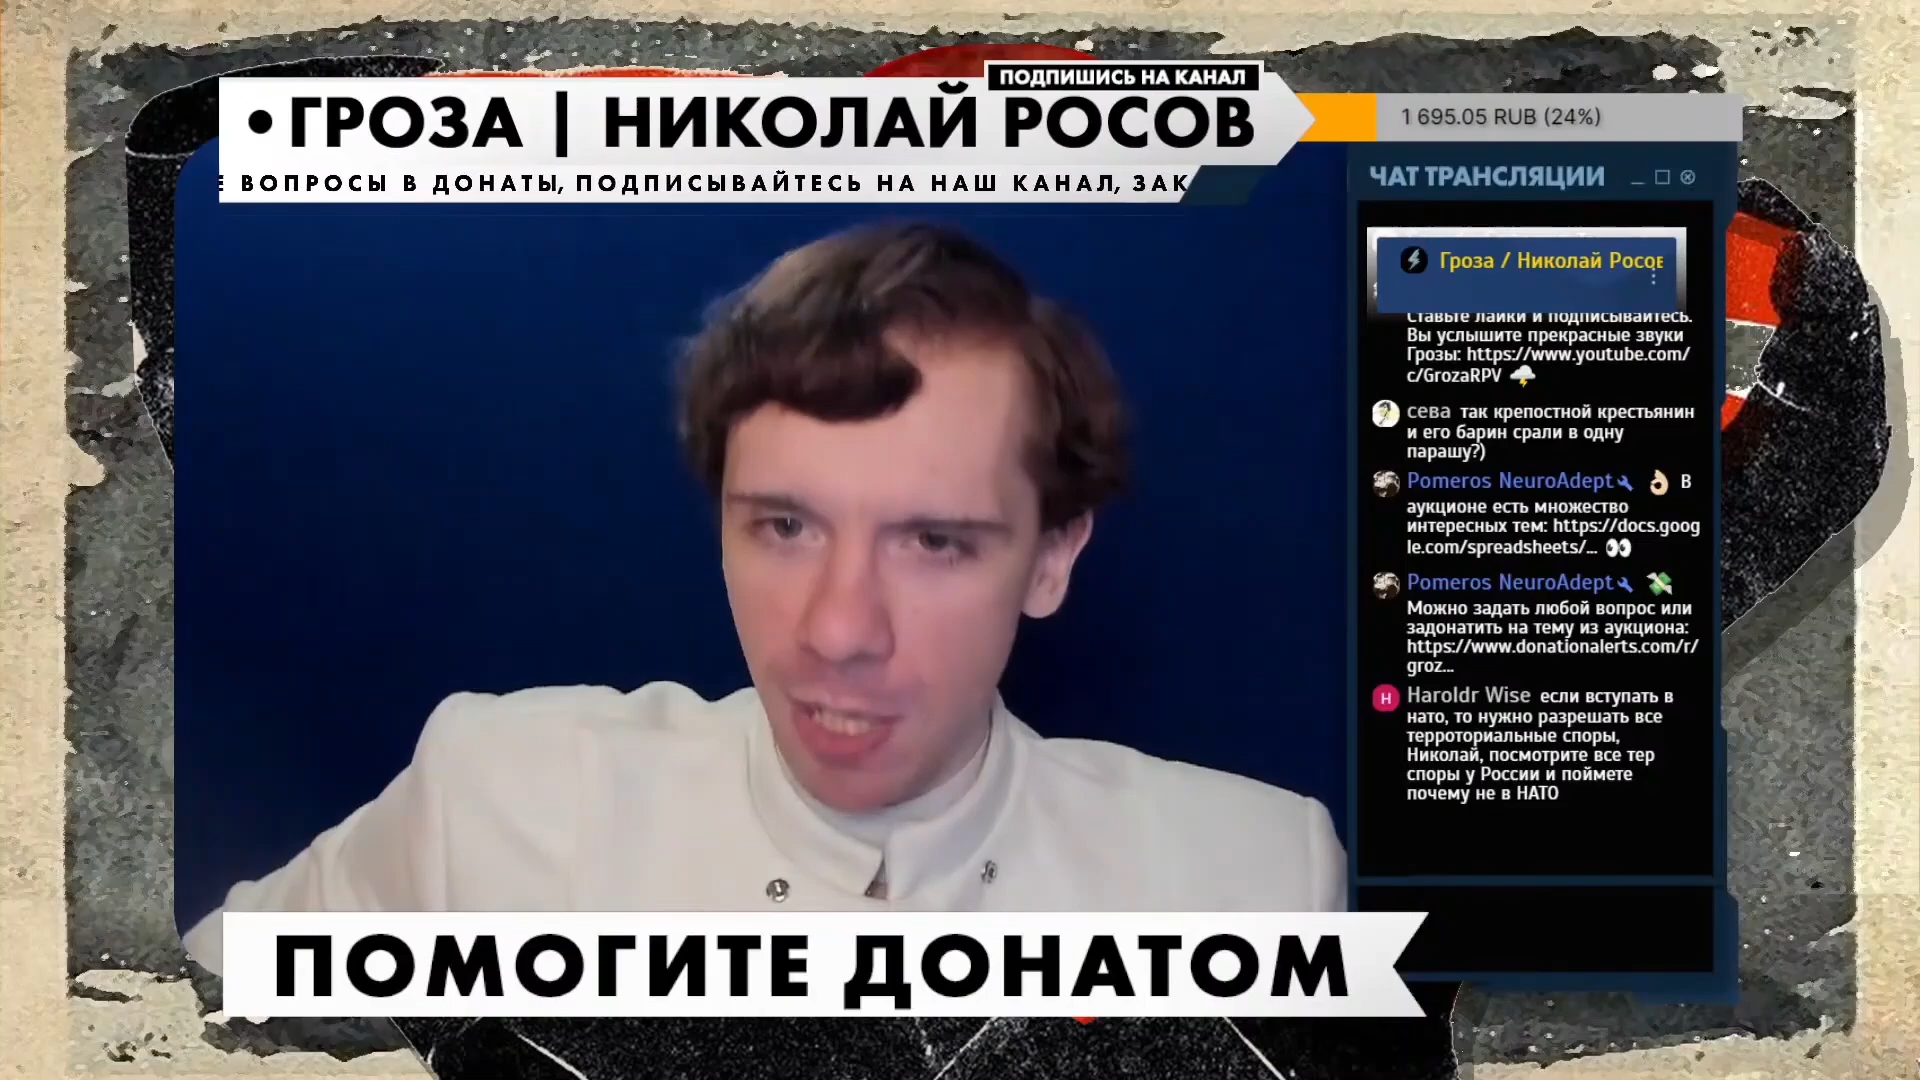 ПОДПИШИСЬ НА КАНАЛ
• ГРОЗА | НИКОЛАЙ РОСОВ
ВОПРОСЫ В ДОНАТЫ, ПОДПИСЫВАЙТЕСЬ НА НАШ КАНАЛ, ЗАК
1 695.05 RUB (24%)
ЧАТ ТРАНСЛЯЦИИ
Гроза / Николай Росов
Ставьте лайки и подписывайтесь.
Вы услышите прекрасные звуки
Грозы: https://www.youtube.com/
c/GrozaRPV
сева так крепостной крестьянин
и его барин срали в одну
парашу?)
Pomeros NeuroAdept 👌🏻 В
аукционе есть множество
интересных тем: https://docs.goog
le.com/spreadsheets/... 👀
Pomeros NeuroAdept 💸
Можно задать любой вопрос или
задонатить на тему из аукциона:
https://www.donationalerts.com/r/
groz...
H
Haroldr Wise если вступать в
нато, то нужно разрешать все
терроториальные споры,
Николай, посмотрите все тер
споры у России и поймете
почему не в НАТО
ПОМОГИТЕ ДОНАТОМ